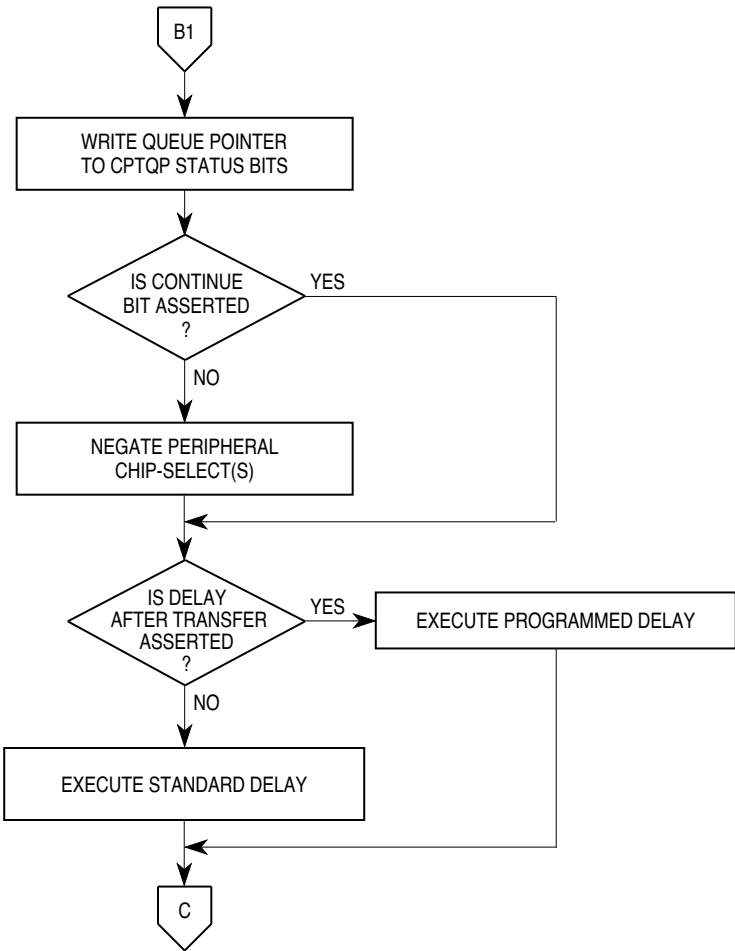 B1
WRITE QUEUE POINTER
TO CPTQP STATUS BITS
IS CONTINUE
BIT ASSERTED
?
YES
NO
NEGATE PERIPHERAL
CHIP-SELECT(S)
IS DELAY
AFTER TRANSFER
ASSERTED
?
YES
EXECUTE PROGRAMMED DELAY
NO
EXECUTE STANDARD DELAY
C